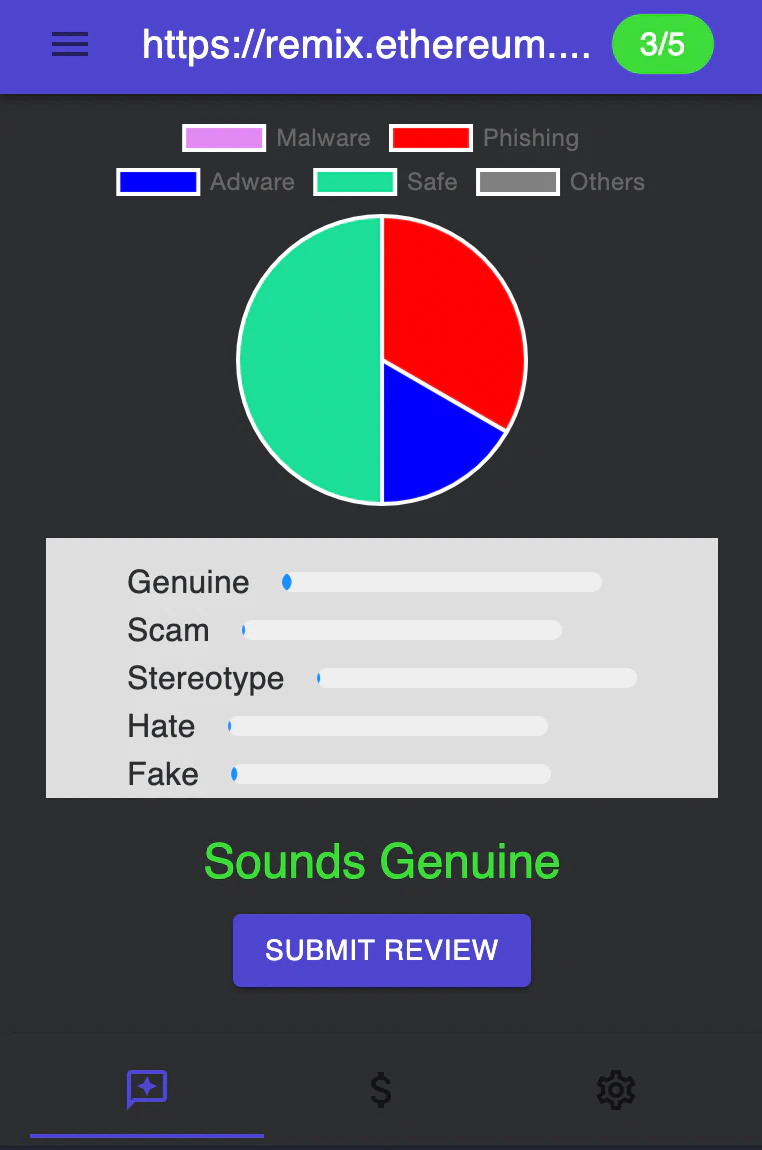 https://remix.ethereum.... 3/5
Malware Phishing
Adware Safe Others
Genuine
Scam
Stereotype
Hate
Fake
Sounds Genuine
SUBMIT REVIEW
$